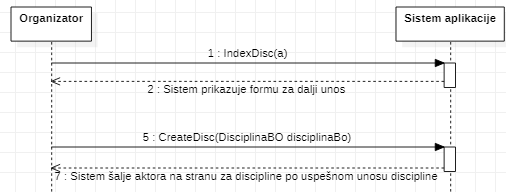 Organizator
Sistem aplikacije
1 : IndexDisc(a)
2 : Sistem prikazuje formu za dalji unos
5 : CreateDisc(DisciplinaBO disciplinaBo)
7 : Sistem šalje aktora na stranu za discipline po uspešnom unosu discipline